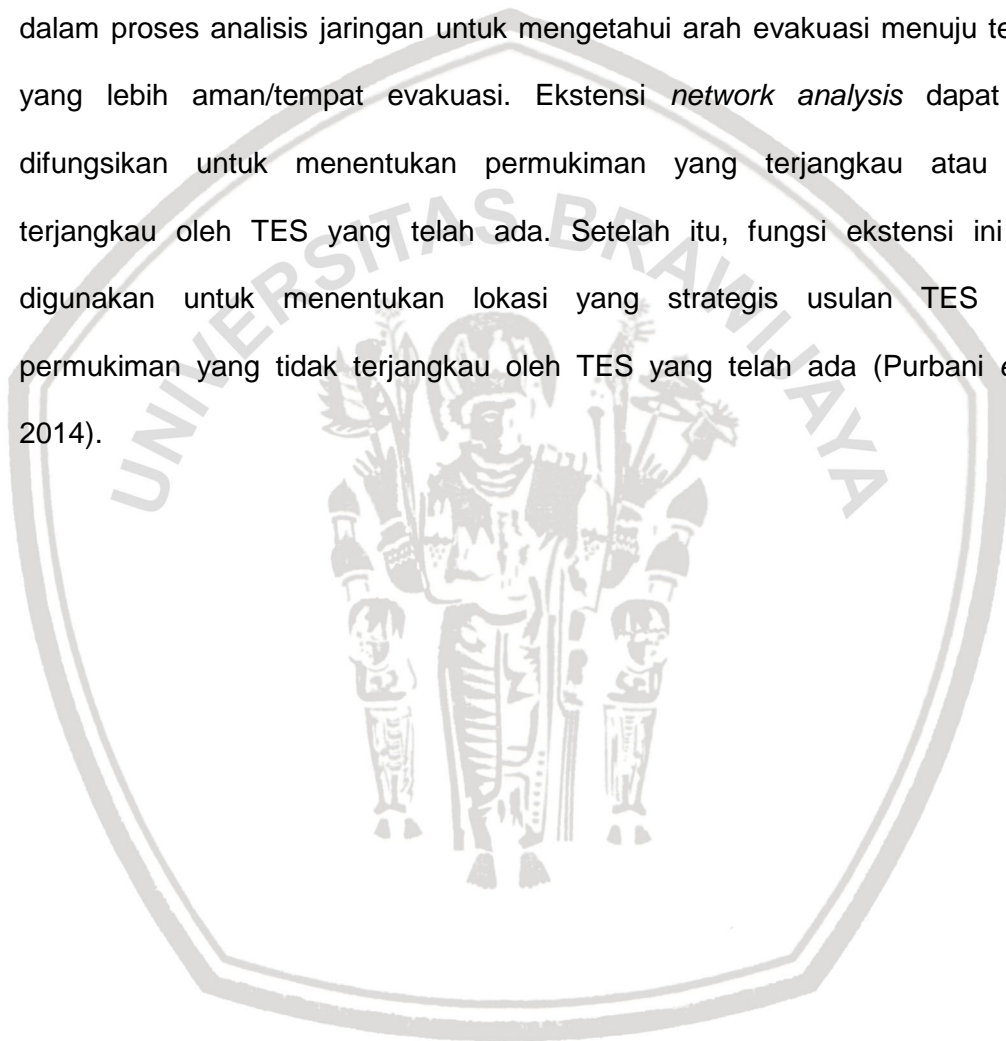 dalam proses analisis jaringan untuk mengetahui arah evakuasi menuju te
yang lebih aman/tempat evakuasi. Ekstensi network analysis dapat
difungsikan untuk menentukan permukiman yang terjangkau atau
terjangkau oleh TES yang telah ada. Setelah itu, fungsi ekstensi ini
digunakan untuk menentukan lokasi yang strategis usulan TES
permukiman yang tidak terjangkau oleh TES yang telah ada (Purbani e
2014).
UNIVERSITAS BRAWIJAYA